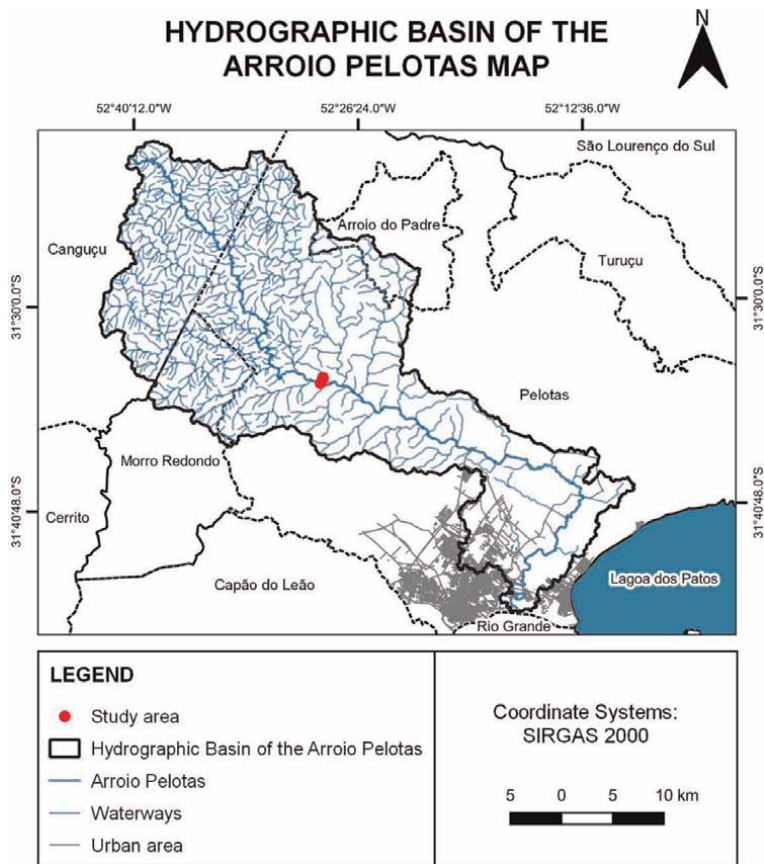 HYDROGRAPHIC BASIN OF THE
ARROIO PELOTAS MAP
N
52°40'12.0"W
52°26'24.0"W
52°12'36.0"W
São Lourenço do Sul
Arroio do Padre
Canguçu
Turuçu
31°30'0.0"S
31°30'0.0"S
Pelotas
Morro Redondo
Cerrito
31°40'48.0"S
31°40'48.0"S
Capão do Leão
Lagoa dos Patos
Rio Grande
LEGEND
Study area
Hydrographic Basin of the Arroio Pelotas
Arroio Pelotas
Waterways
Urban area
Coordinate Systems:
SIRGAS 2000
5 0 5 10 km